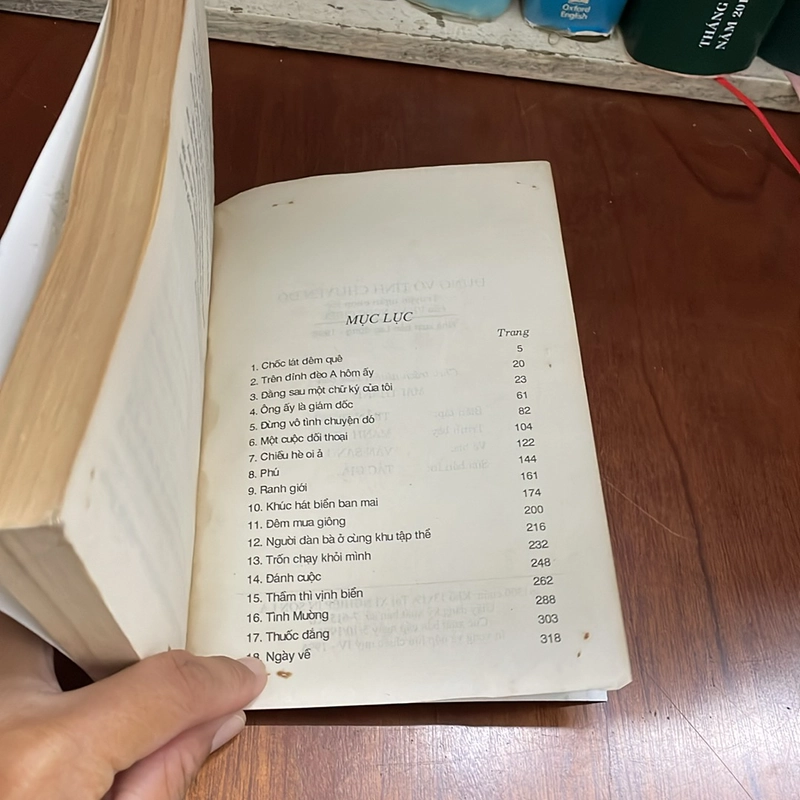 Oxford
English
THÁNG
NĂM 201
MỤC LỤC
Trang
1. Chốc lát đêm quê 5
2. Trên đỉnh đèo A hôm ấy 20
3. Đằng sau một chữ ký của tôi 23
4. Ông ấy là giám đốc 61
5. Đừng vô tình chuyện đó 82
6. Một cuộc đối thoại 104
7. Chiều hè oi ả 122
8. Phú 144
9. Ranh giới 161
10. Khúc hát biển ban mai 174
11. Đêm mưa giông 200
12. Người đàn bà ở cùng khu tập thể 216
13. Trốn chạy khỏi mình 232
14. Đánh cuộc 248
15. Thầm thì vịnh biển 262
16. Tình Mường 288
17. Thuốc đắng 303
18. Ngày về 318